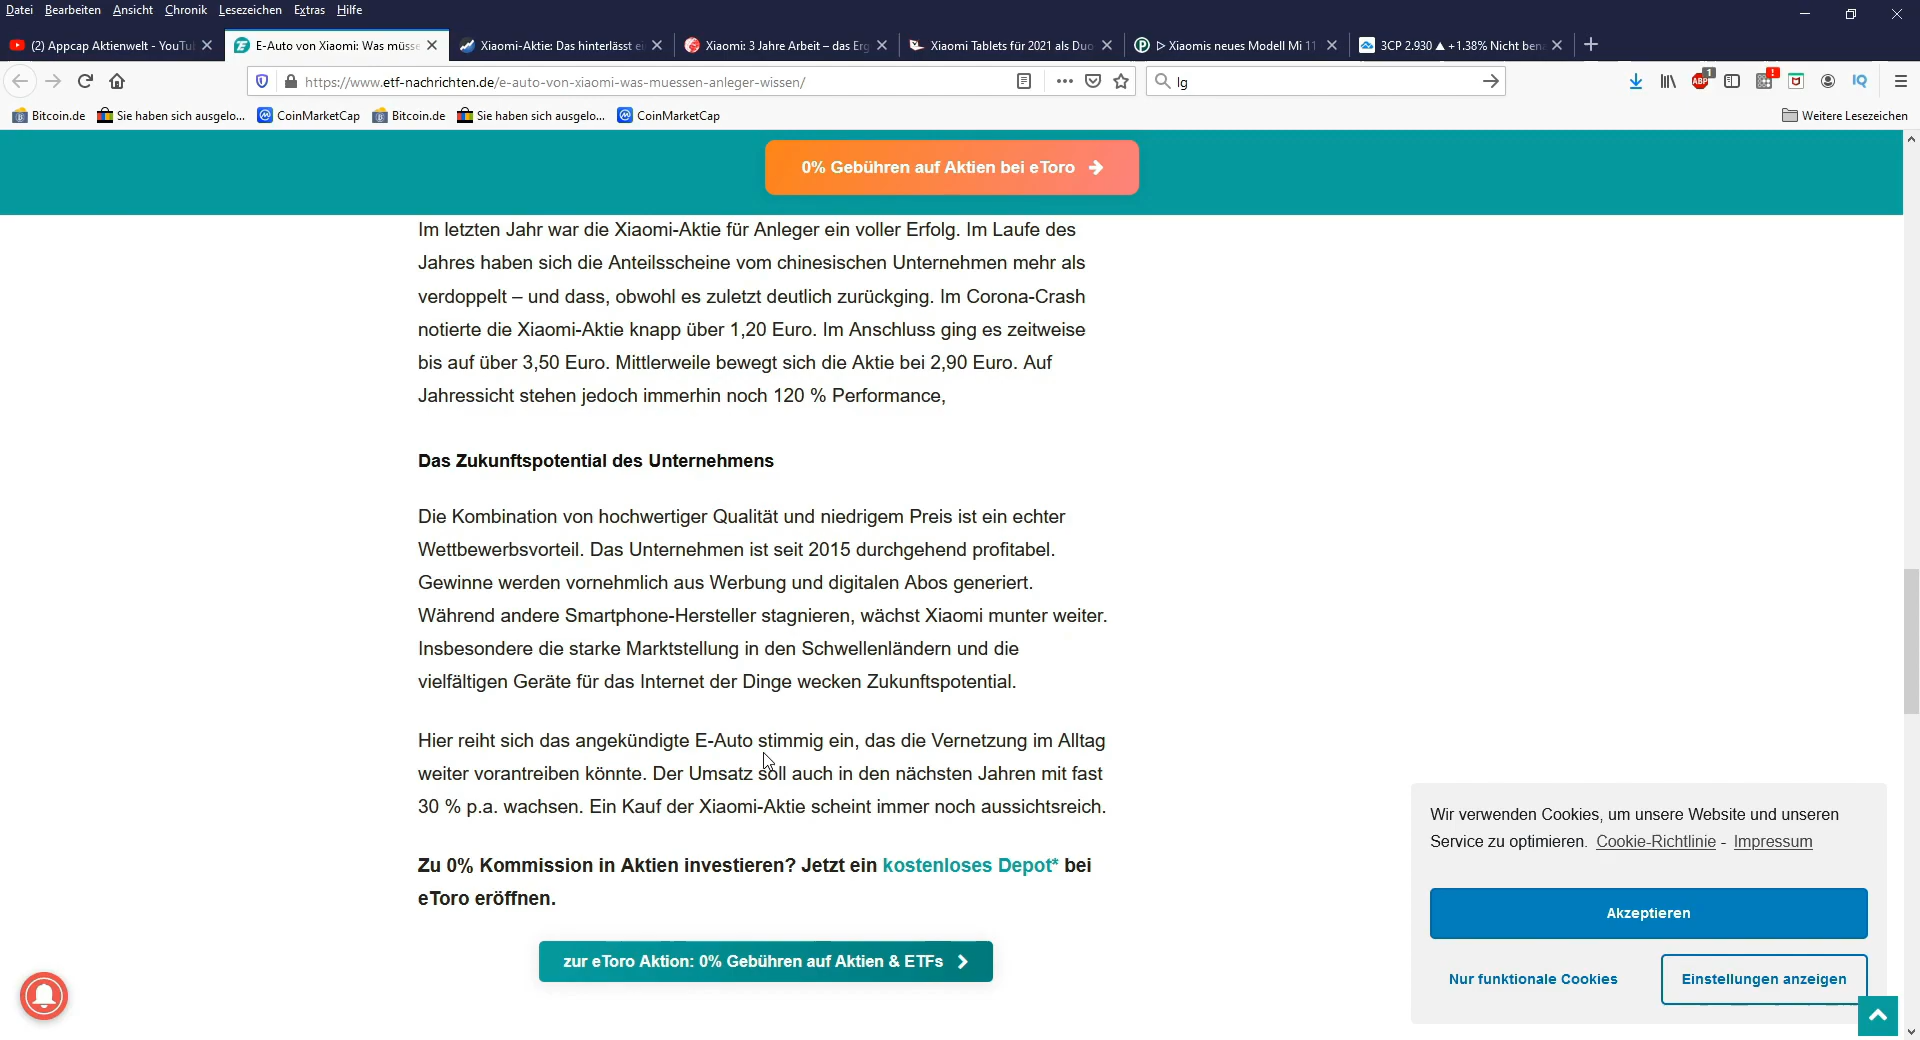 Datei Bearbeiten Ansicht Chronik Lesezeichen Extras Hilfe
(2) Appcap Aktienwelt - YouTu
E-Auto von Xiaomi: Was müsse
Xiaomi-Aktie: Das hinterlässt ei
Xiaomi: 3 Jahre Arbeit – das Erg
Xiaomi Tablets für 2021 als Duo
Xiaomis neues Modell Mi 11
3CP 2.930 ▲ +1.38% Nicht ben
https://www.etf-nachrichten.de/e-auto-von-xiaomi-was-muessen-anleger-wissen/
lg
ABP
1
!
IQ
Bitcoin.de Sie haben sich ausgelo... CoinMarketCap Bitcoin.de Sie haben sich ausgelo... CoinMarketCap Weitere Lesezeichen
0% Gebühren auf Aktien bei eToro
Im letzten Jahr war die Xiaomi-Aktie für Anleger ein voller Erfolg. Im Laufe des
Jahres haben sich die Anteilsscheine vom chinesischen Unternehmen mehr als
verdoppelt – und dass, obwohl es zuletzt deutlich zurückging. Im Corona-Crash
notierte die Xiaomi-Aktie knapp über 1,20 Euro. Im Anschluss ging es zeitweise
bis auf über 3,50 Euro. Mittlerweile bewegt sich die Aktie bei 2,90 Euro. Auf
Jahressicht stehen jedoch immerhin noch 120 % Performance,
Das Zukunftspotential des Unternehmens
Die Kombination von hochwertiger Qualität und niedrigem Preis ist ein echter
Wettbewerbsvorteil. Das Unternehmen ist seit 2015 durchgehend profitabel.
Gewinne werden vornehmlich aus Werbung und digitalen Abos generiert.
Während andere Smartphone-Hersteller stagnieren, wächst Xiaomi munter weiter.
Insbesondere die starke Marktstellung in den Schwellenländern und die
vielfältigen Geräte für das Internet der Dinge wecken Zukunftspotential.
Hier reiht sich das angekündigte E-Auto stimmig ein, das die Vernetzung im Alltag
weiter vorantreiben könnte. Der Umsatz soll auch in den nächsten Jahren mit fast
30 % p.a. wachsen. Ein Kauf der Xiaomi-Aktie scheint immer noch aussichtsreich.
Zu 0% Kommission in Aktien investieren? Jetzt ein kostenloses Depot* bei
eToro eröffnen.
zur eToro Aktion: 0% Gebühren auf Aktien & ETFs
Wir verwenden Cookies, um unsere Website und unseren
Service zu optimieren. Cookie-Richtlinie - Impressum
Akzeptieren
Nur funktionale Cookies
Einstellungen anzeigen